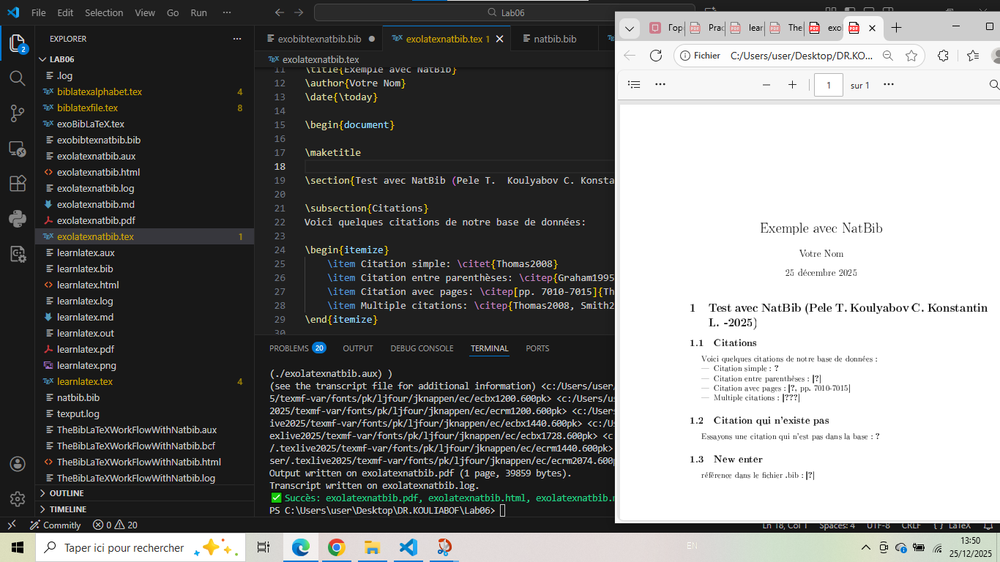 File Edit Selection View Go Run ··· Lab06
EXPLORER ···
LAB06
.log
biblatexalphabet.tex 4
biblatexfile.tex 8
exoBibLaTeX.tex
exobibtexnatbib.bib
exolatexnatbib.aux
exolatexnatbib.html
exolatexnatbib.log
exolatexnatbib.md
exolatexnatbib.pdf
exolatexnatbib.tex 1
learnlatex.aux
learnlatex.bib
learnlatex.html
learnlatex.log
learnlatex.md
learnlatex.out
learnlatex.pdf
learnlatex.png
learnlatex.tex 4
natbib.bib
texput.log
TheBibLaTeXWorkFlowWithNatbib.aux
TheBibLaTeXWorkFlowWithNatbib.bcf
TheBibLaTeXWorkFlowWithNatbib.html
TheBibLaTeXWorkFlowWithNatbib.log
OUTLINE
TIMELINE
2
exobibtexnatbib.bib
exolatexnatbib.tex 1
natbib.bib
exolatexnatbib.tex
11 \title{Exemple avec NatBib}
12 \author{Votre Nom}
13 \date{\today}
14
15 \begin{document}
16
17 \maketitle
18
19 \section{Test avec NatBib (Pele T.  Koulyabov C. Konsta
20
21 \subsection{Citations}
22 Voici quelques citations de notre base de données:
23
24 \begin{itemize}
25 \item Citation simple: \citet{Thomas2008}
26 \item Citation entre parenthèses: \citep{Graham1995
27 \item Citation avec pages: \citep[pp. 7010-7015]{Th
28 \item Multiple citations: \citep{Thomas2008, Smith2
29 \end{itemize}
30
PROBLEMS 20 OUTPUT DEBUG CONSOLE TERMINAL PORTS
(./exolatexnatbib.aux) )
(see the transcript file for additional information) <c:/Users/user/
5/texmf-var/fonts/pk/ljfour/jknappen/ec/ecbx1200.600pk> <c:/Users/us
2025/texmf-var/fonts/pk/ljfour/jknappen/ec/ecrm1200.600pk> <c:/Users
ive2025/texmf-var/fonts/pk/ljfour/jknappen/ec/ecbx1440.600pk> <c:/Us
exlive2025/texmf-var/fonts/pk/ljfour/jknappen/ec/ecbx1728.600pk> <c
/.texlive2025/texmf-var/fonts/pk/ljfour/jknappen/ec/ecrm1440.600pk>
ser/.texlive2025/texmf-var/fonts/pk/ljfour/jknappen/ec/ecrm2074.600p
Output written on exolatexnatbib.pdf (1 page, 39859 bytes).
Transcript written on exolatexnatbib.log.
✅ Succès: exolatexnatbib.pdf, exolatexnatbib.html, exolatexnatbib.m
PS C:\Users\user\Desktop\DR.KOULIABOF\Lab06>
Fop Prac lear The exo
Fichier C:/Users/user/Desktop/DR.KO...
1 sur 1
Exemple avec NatBib
Votre Nom
25 décembre 2025
1 Test avec NatBib (Pele T. Koulyabov C. Konstantin
L. -2025)
1.1 Citations
Voici quelques citations de notre base de données :
— Citation simple : ?
— Citation entre parenthèses : [?]
— Citation avec pages : [?, pp. 7010-7015]
— Multiple citations : [???]
1.2 Citation qui n'existe pas
Essayons une citation qui n'est pas dans la base : ?
1.3 New enter
référence dans le fichier .bib : [?]
Commitly 0 20 Ln 18, Col 1 Spaces: 4 UTF-8 CRLF { } LaTeX
Taper ici pour rechercher
EN
13:50
25/12/2025